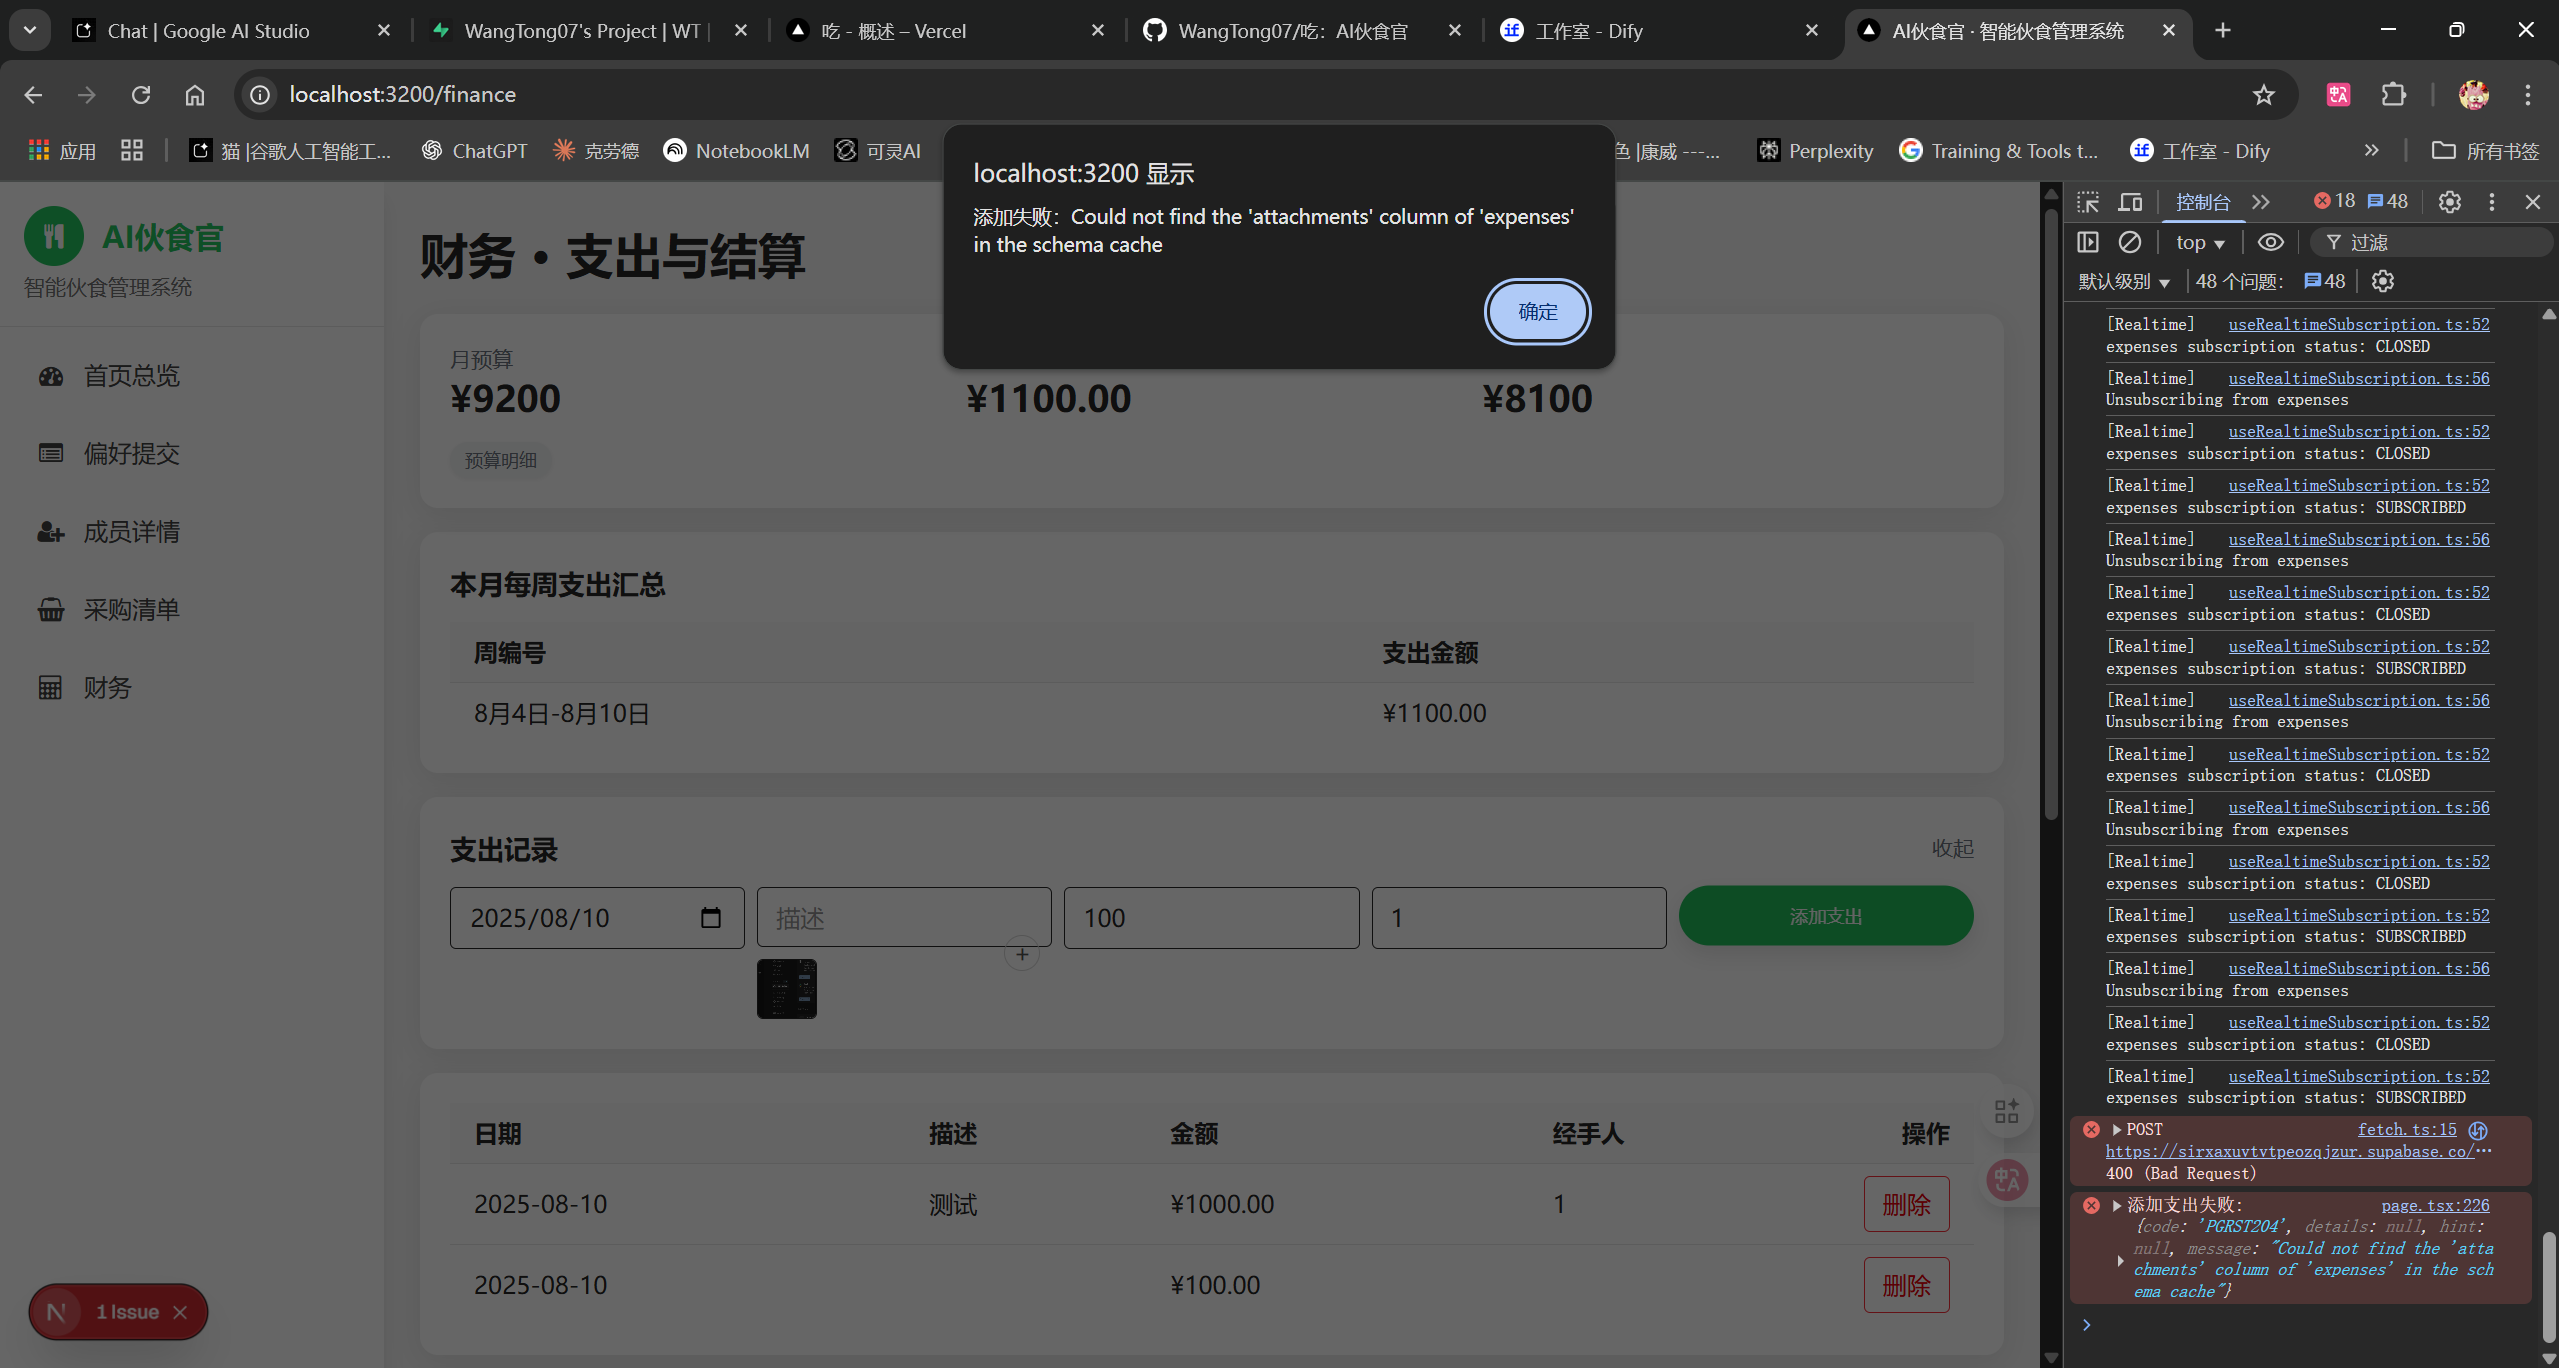 Chat | Google AI Studio
WangTong07's Project | WT |
吃 - 概述 – Vercel
WangTong07/吃：AI伙食官
工作室 - Dify
AI伙食官 · 智能伙食管理系统
localhost:3200/finance
应用
猫 |谷歌人工智能工...
ChatGPT
克劳德
NotebookLM
可灵AI
色 |康威 ---...
Perplexity
Training & Tools t...
工作室 - Dify
所有书签
localhost:3200 显示
添加失败：Could not find the 'attachments' column of 'expenses'
in the schema cache
确定
AI伙食官
智能伙食管理系统
首页总览
偏好提交
成员详情
采购清单
财务
1 Issue
财务 • 支出与结算
月预算
¥9200
¥1100.00
¥8100
预算明细
本月每周支出汇总
周编号 支出金额
8月4日-8月10日 ¥1100.00
支出记录
收起
2025/08/10
描述
100
1
添加支出
日期 描述 金额 经手人 操作
2025-08-10 测试 ¥1000.00 1 删除
2025-08-10 ¥100.00 删除
控制台
18
48
top
过滤
默认级别
48 个问题：
48
[Realtime] useRealtimeSubscription.ts:52
expenses subscription status: CLOSED
[Realtime] useRealtimeSubscription.ts:56
Unsubscribing from expenses
[Realtime] useRealtimeSubscription.ts:52
expenses subscription status: CLOSED
[Realtime] useRealtimeSubscription.ts:52
expenses subscription status: SUBSCRIBED
[Realtime] useRealtimeSubscription.ts:56
Unsubscribing from expenses
[Realtime] useRealtimeSubscription.ts:52
expenses subscription status: CLOSED
[Realtime] useRealtimeSubscription.ts:52
expenses subscription status: SUBSCRIBED
[Realtime] useRealtimeSubscription.ts:56
Unsubscribing from expenses
[Realtime] useRealtimeSubscription.ts:52
expenses subscription status: CLOSED
[Realtime] useRealtimeSubscription.ts:56
Unsubscribing from expenses
[Realtime] useRealtimeSubscription.ts:52
expenses subscription status: CLOSED
[Realtime] useRealtimeSubscription.ts:52
expenses subscription status: SUBSCRIBED
[Realtime] useRealtimeSubscription.ts:56
Unsubscribing from expenses
[Realtime] useRealtimeSubscription.ts:52
expenses subscription status: CLOSED
[Realtime] useRealtimeSubscription.ts:52
expenses subscription status: SUBSCRIBED
POST fetch.ts:15
https://sirxaxuvtvtpeozqjzur.supabase.co/…
400 (Bad Request)
添加支出失败: page.tsx:226
{code: 'PGRST204', details: null, hint:
null, message: "Could not find the 'atta
chments' column of 'expenses' in the sch
ema cache"}